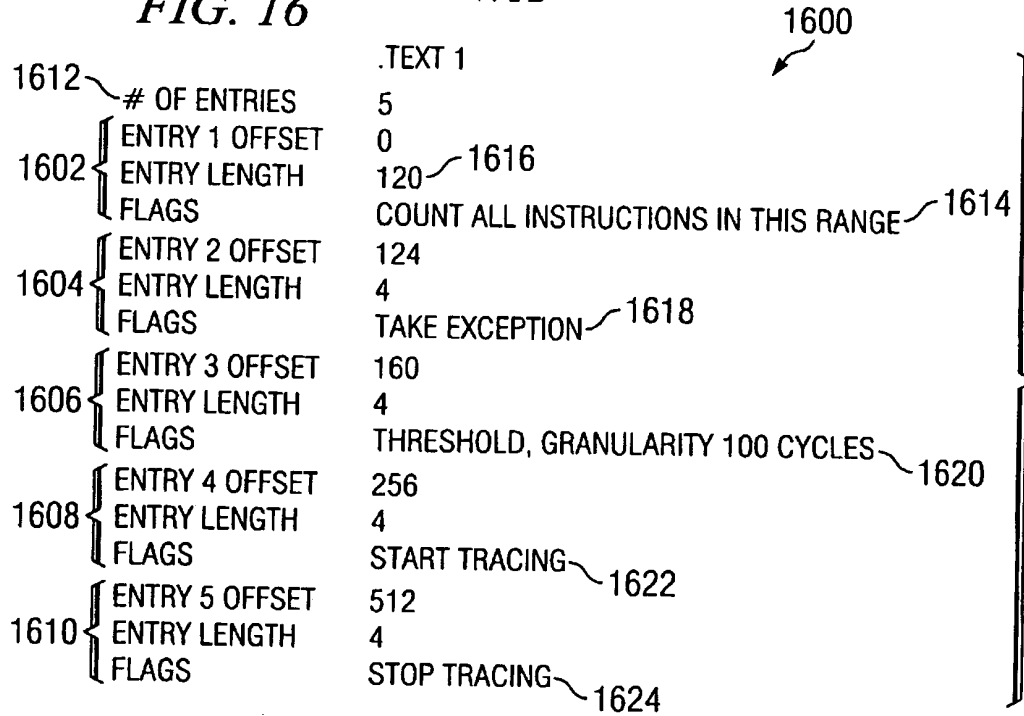 FIG. 16
1600
.TEXT 1
1612 # OF ENTRIES 5
ENTRY 1 OFFSET 0
1602 ENTRY LENGTH 120 1616
FLAGS COUNT ALL INSTRUCTIONS IN THIS RANGE 1614
ENTRY 2 OFFSET 124
1604 ENTRY LENGTH 4
FLAGS TAKE EXCEPTION 1618
ENTRY 3 OFFSET 160
1606 ENTRY LENGTH 4
FLAGS THRESHOLD, GRANULARITY 100 CYCLES 1620
ENTRY 4 OFFSET 256
1608 ENTRY LENGTH 4
FLAGS START TRACING 1622
ENTRY 5 OFFSET 512
1610 ENTRY LENGTH 4
FLAGS STOP TRACING 1624